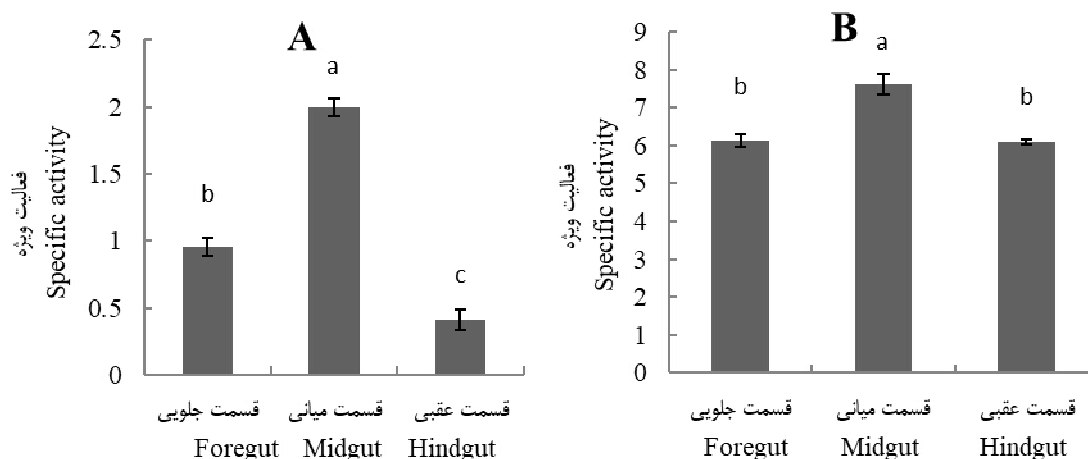 A
2.5
2
1.5
1
0.5
0
فعالیت ویژه
Specific activity
a
b
c
قسمت جلویی
قسمت میانی
قسمت عقبی
Foregut Midgut Hindgut
B
9
8
7
6
5
4
3
2
1
0
فعالیت ویژه
Specific activity
b
a
b
قسمت جلویی
قسمت میانی
قسمت عقبی
Foregut Midgut Hindgut